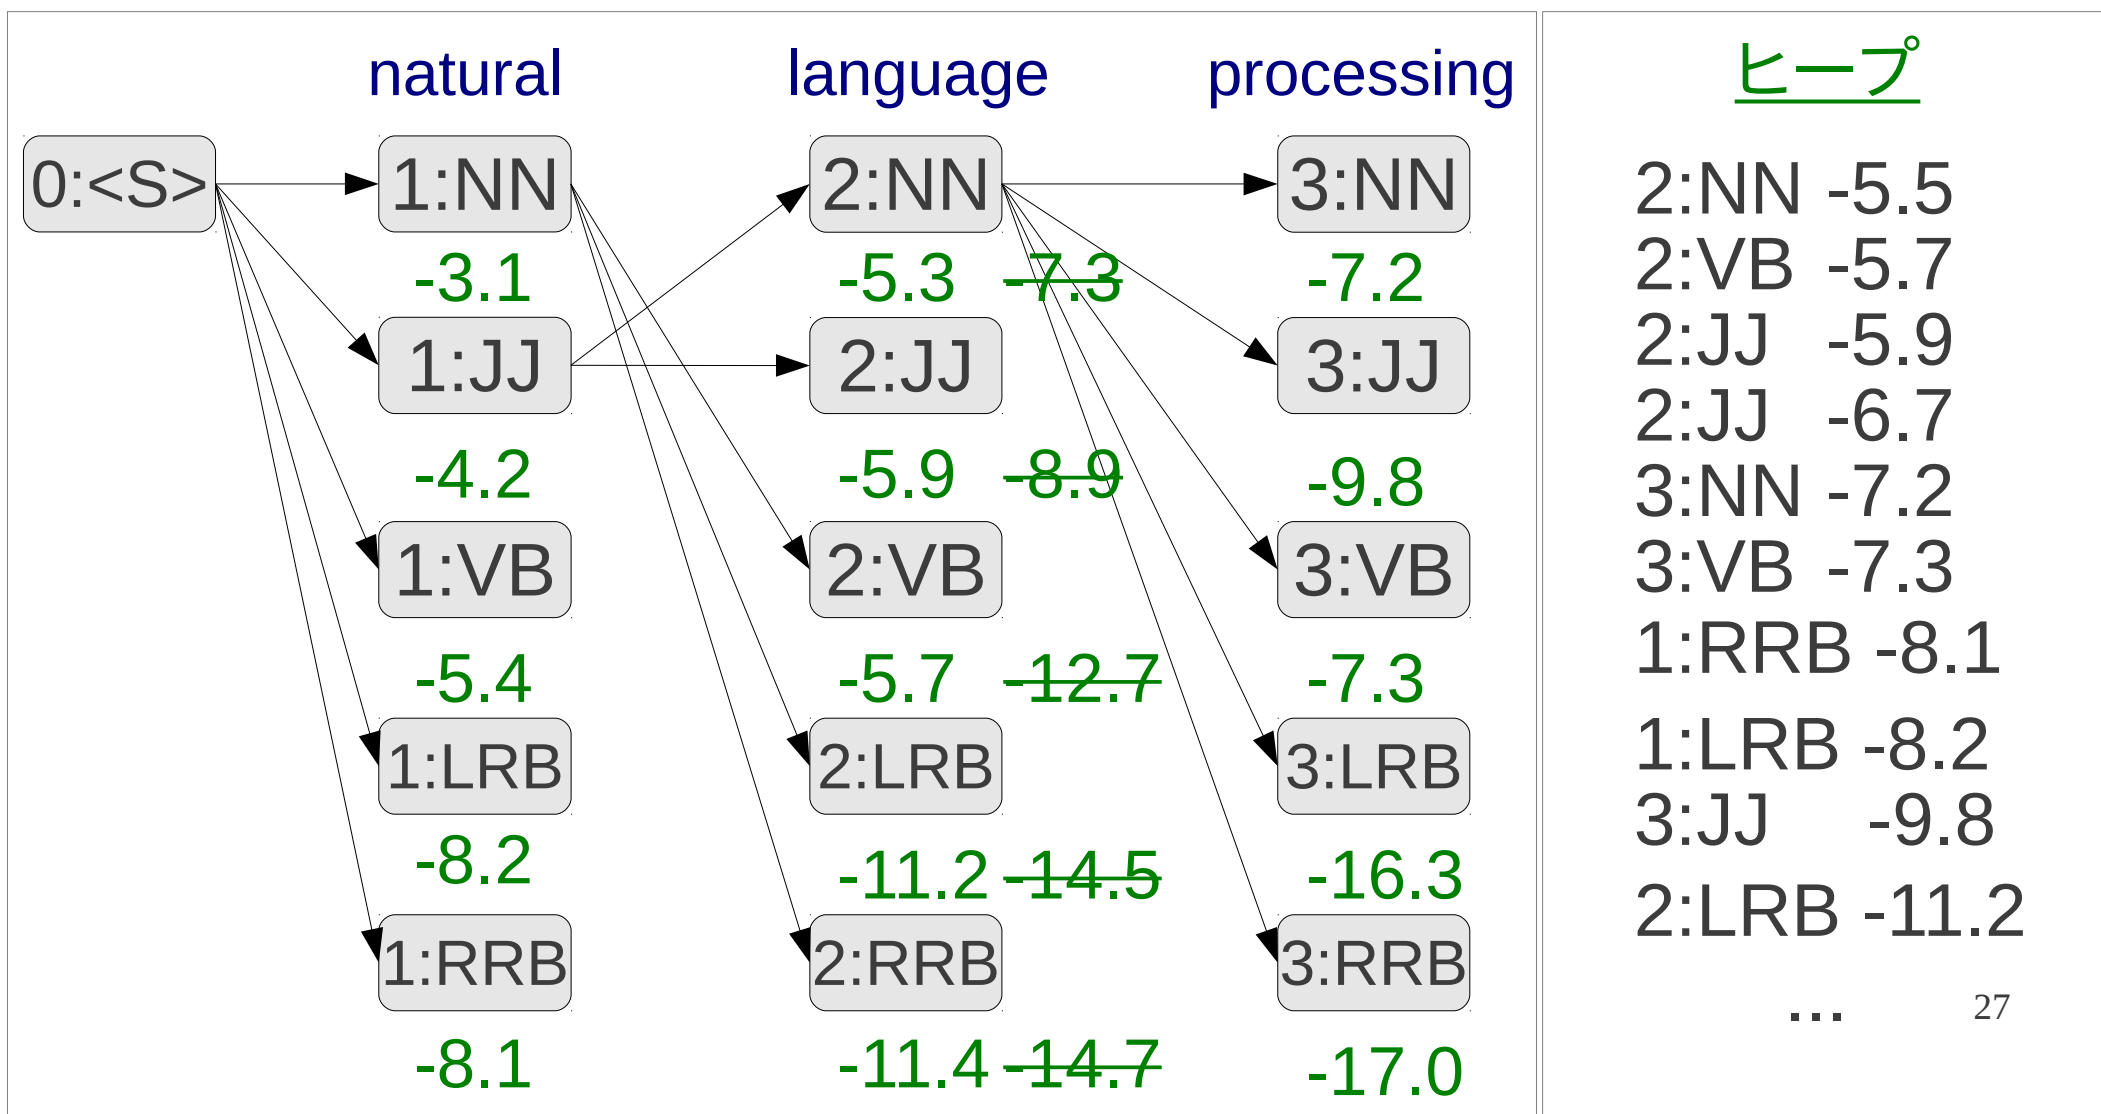 natural language processing
0:<S> 1:NN 2:NN 3:NN
-3.1 -5.3 -7.3 -7.2
1:JJ 2:JJ 3:JJ
-4.2 -5.9 -8.9 -9.8
1:VB 2:VB 3:VB
-5.4 -5.7 -12.7 -7.3
1:LRB 2:LRB 3:LRB
-8.2 -11.2 -14.5 -16.3
1:RRB 2:RRB 3:RRB
-8.1 -11.4 -14.7 -17.0
ヒープ
2:NN -5.5
2:VB -5.7
2:JJ -5.9
2:JJ -6.7
3:NN -7.2
3:VB -7.3
1:RRB -8.1
1:LRB -8.2
3:JJ -9.8
2:LRB -11.2
...
27